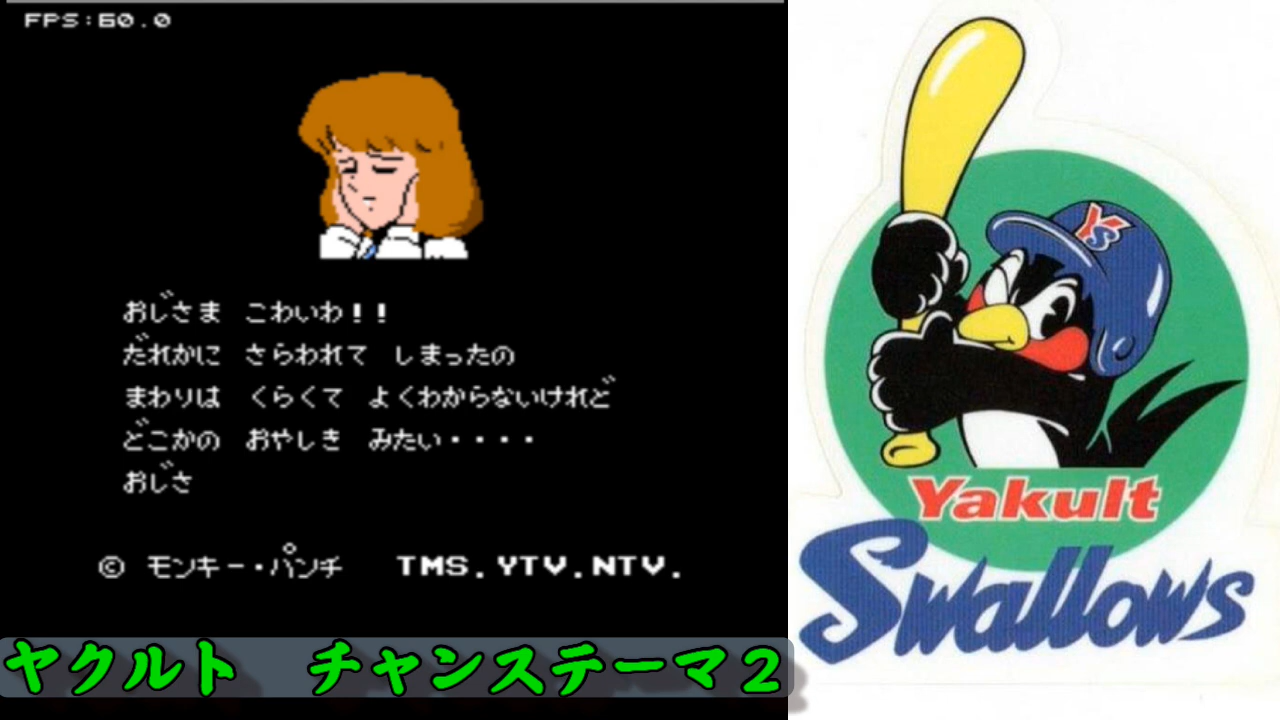 FPS:60.0
おじさま こわいわ！！
だれかに さらわれて しまったの
まわりは くらくて よくわからないけれど
どこかの おやしき みたい・・・・
おじさ
© モンキー・パンチ TMS.YTV.NTV.
ヤクルト チャンステーマ２
YS
Yakult
Swallows